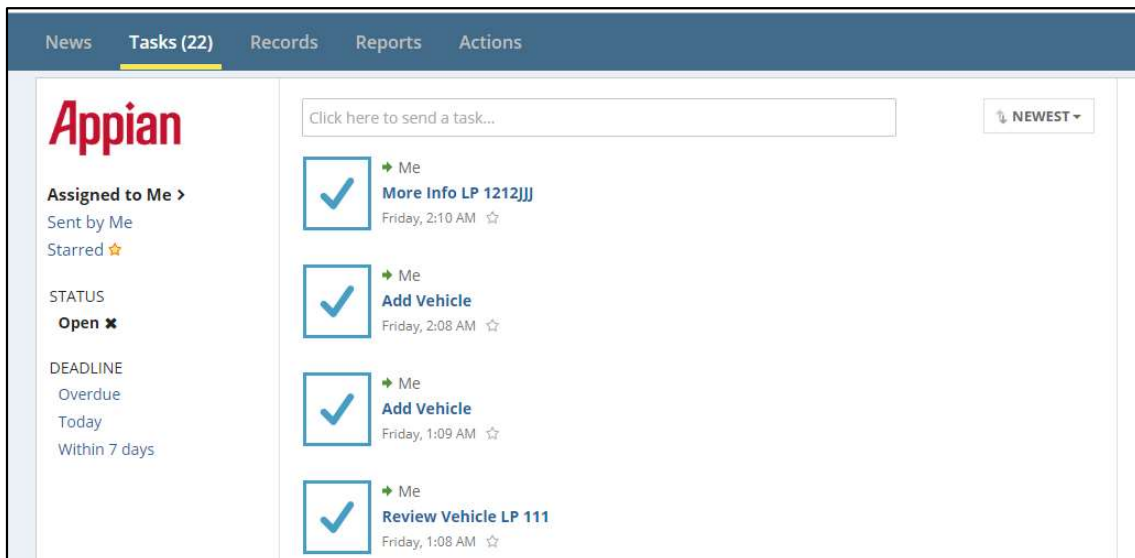 News Tasks (22) Records Reports Actions
Appian
Assigned to Me >
Sent by Me
Starred
STATUS
Open ✖
DEADLINE
Overdue
Today
Within 7 days
Click here to send a task...
NEWEST
Me
More Info LP 1212JJJ
Friday, 2:10 AM
Me
Add Vehicle
Friday, 2:08 AM
Me
Add Vehicle
Friday, 1:09 AM
Me
Review Vehicle LP 111
Friday, 1:08 AM